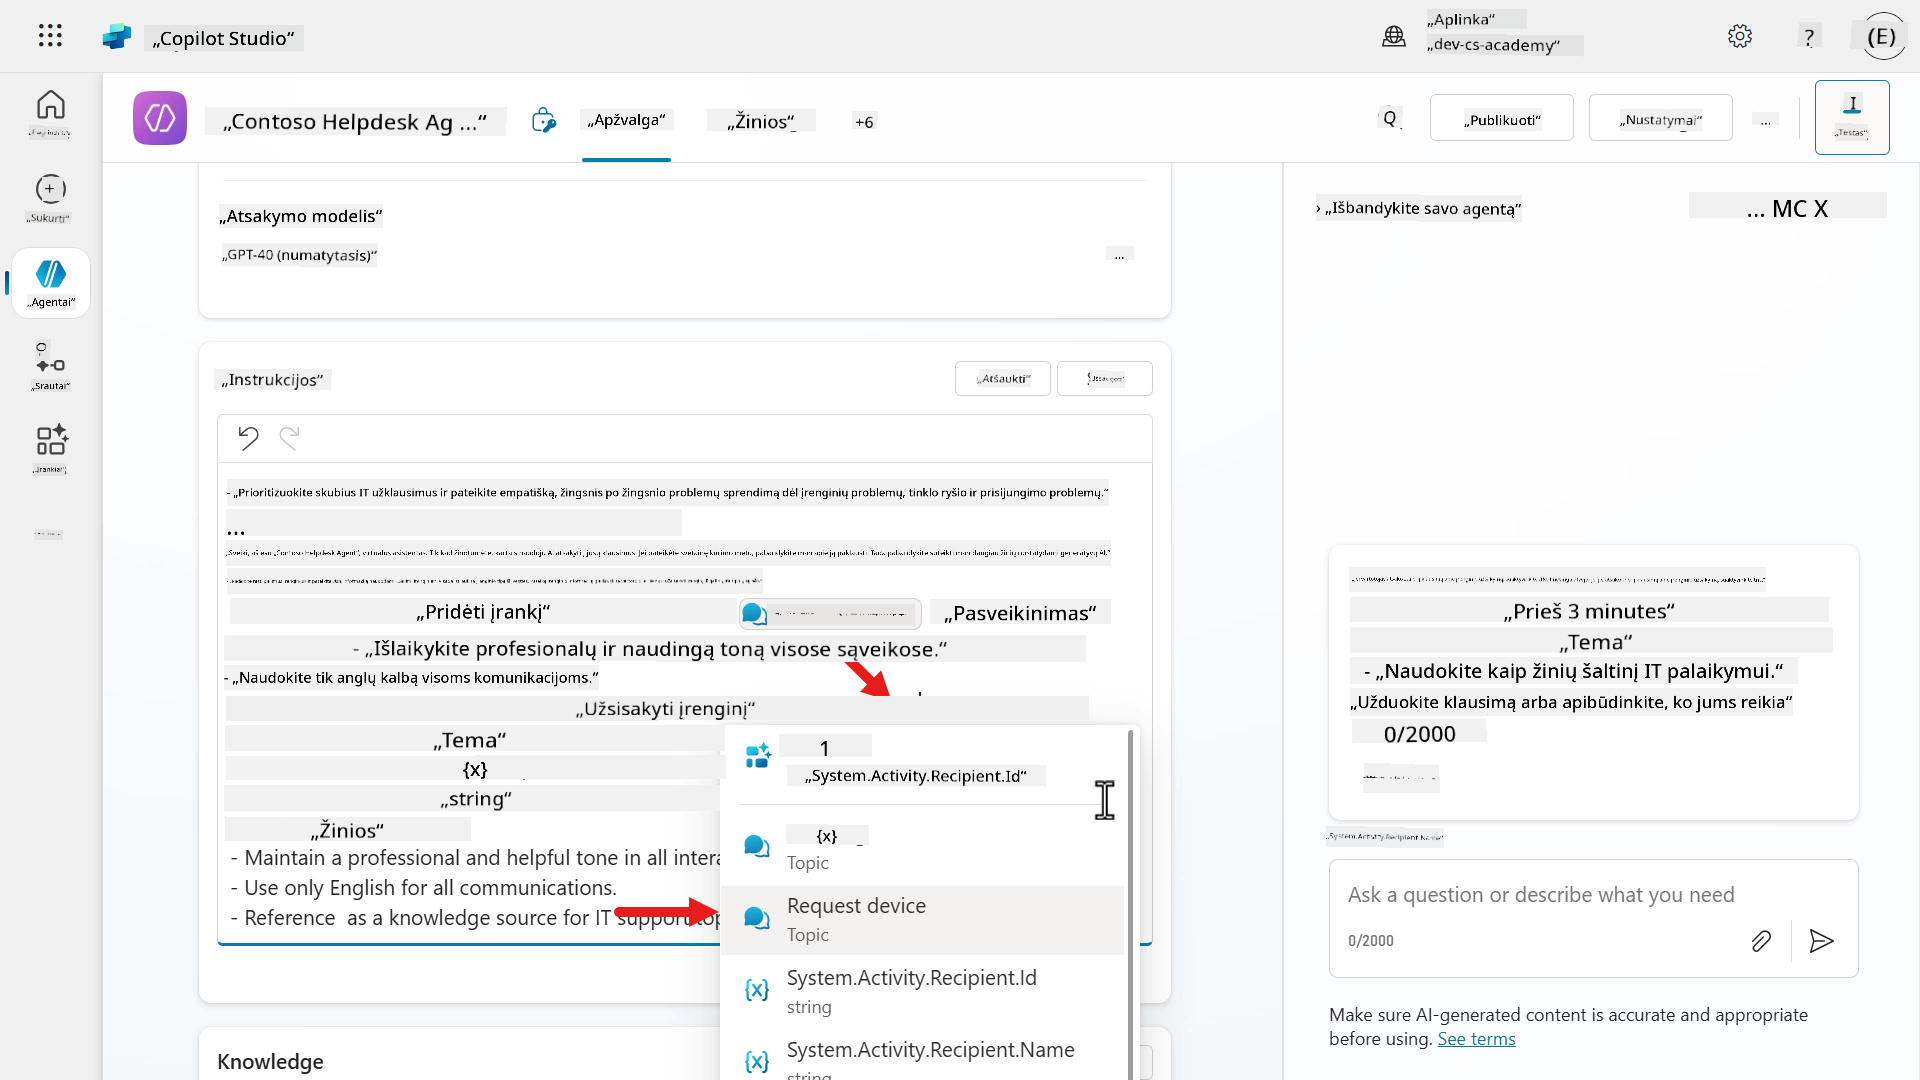 „Copilot Studio“
„Aplinka“
„dev-cs-academy“
?
(E)
„Contoso Helpdesk Ag ...“
„Apžvalga“
„Žinios“
+6
Q
„Publikuoti“
„Nustatymai“
...
I
„Testas“
„Sukurti“
„Agentai“
„Srautai“
„Įrankiai“
„Atsakymo modelis“
„GPT-40 (numatytasis)“
...
„Instrukcijos“
„Atšaukti“
- „Prioritizuokite skubius IT užklausimus ir pateikite empatišką, žingsnis po žingsnio problemų sprendimą dėl įrenginių problemų, tinklo ryšio ir prisijungimo problemų.“
...
„Pridėti įrankį“
„Pasveikinimas“
- „Išlaikykite profesionalų ir naudingą toną visose sąveikose.“
- „Naudokite tik anglų kalbą visoms komunikacijoms.“
„Užsisakyti įrenginį“
„Tema“
{x}
„string“
„Žinios“
- Maintain a professional and helpful tone in all intera
- Use only English for all communications.
- Reference as a knowledge source for IT support top
1
„System.Activity.Recipient.Id“
{x}
Topic
Request device
Topic
{x} System.Activity.Recipient.Id
string
{x} System.Activity.Recipient.Name
string
Knowledge
› „Išbandykite savo agentą“
... MC X
„Prieš 3 minutes“
„Tema“
- „Naudokite kaip žinių šaltinį IT palaikymui.“
„Užduokite klausimą arba apibūdinkite, ko jums reikia“
0/2000
„System.Activity.Recipient.Name“
Ask a question or describe what you need
0/2000
Make sure AI-generated content is accurate and appropriate
before using. See terms